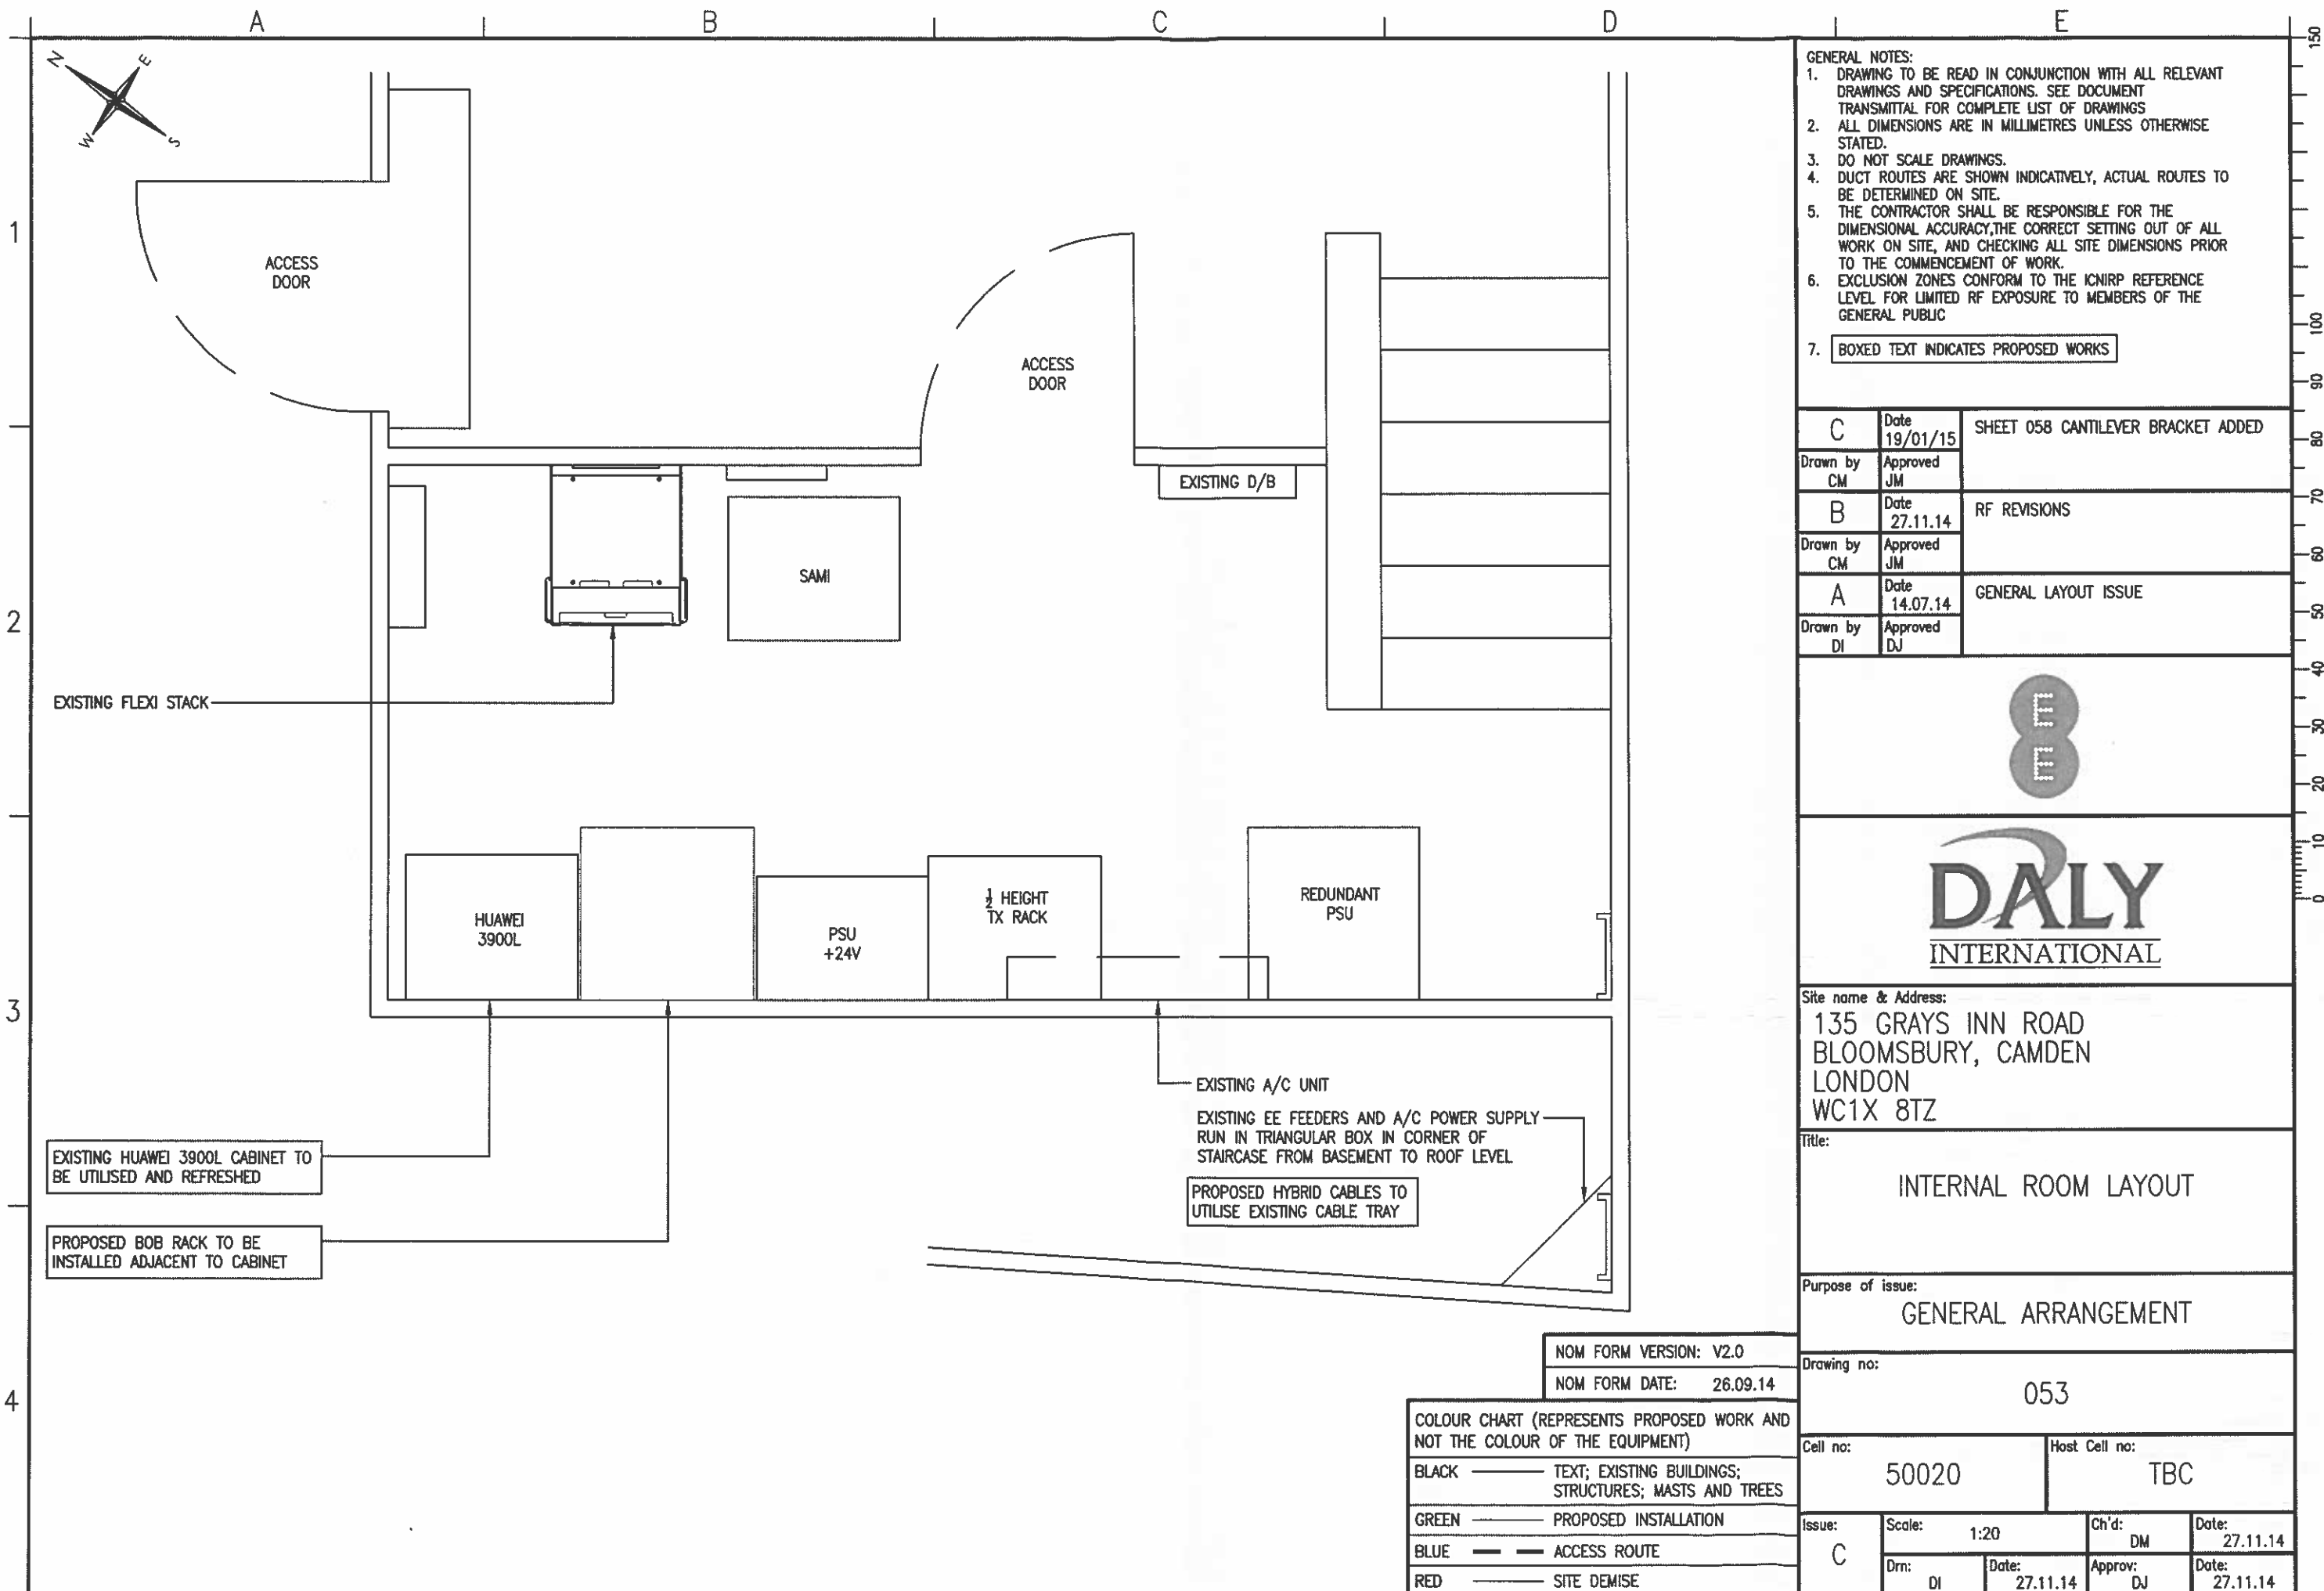 A
B
C
D
E
1
2
3
4
N
E
W
S
ACCESS
DOOR
ACCESS
DOOR
EXISTING D/B
SAMI
EXISTING FLEXI STACK
HUAWEI
3900L
PSU
+24V
½ HEIGHT
TX RACK
REDUNDANT
PSU
EXISTING A/C UNIT
EXISTING EE FEEDERS AND A/C POWER SUPPLY
RUN IN TRIANGULAR BOX IN CORNER OF
STAIRCASE FROM BASEMENT TO ROOF LEVEL
PROPOSED HYBRID CABLES TO
UTILISE EXISTING CABLE TRAY
EXISTING HUAWEI 3900L CABINET TO
BE UTILISED AND REFRESHED
PROPOSED BOB RACK TO BE
INSTALLED ADJACENT TO CABINET
NOM FORM VERSION: V2.0
NOM FORM DATE: 26.09.14
COLOUR CHART (REPRESENTS PROPOSED WORK AND
NOT THE COLOUR OF THE EQUIPMENT)
BLACK TEXT; EXISTING BUILDINGS;
STRUCTURES; MASTS AND TREES
GREEN PROPOSED INSTALLATION
BLUE ACCESS ROUTE
RED SITE DEMISE
GENERAL NOTES:
1. DRAWING TO BE READ IN CONJUNCTION WITH ALL RELEVANT
DRAWINGS AND SPECIFICATIONS. SEE DOCUMENT
TRANSMITTAL FOR COMPLETE LIST OF DRAWINGS
2. ALL DIMENSIONS ARE IN MILLIMETRES UNLESS OTHERWISE
STATED.
3. DO NOT SCALE DRAWINGS.
4. DUCT ROUTES ARE SHOWN INDICATIVELY, ACTUAL ROUTES TO
BE DETERMINED ON SITE.
5. THE CONTRACTOR SHALL BE RESPONSIBLE FOR THE
DIMENSIONAL ACCURACY,THE CORRECT SETTING OUT OF ALL
WORK ON SITE, AND CHECKING ALL SITE DIMENSIONS PRIOR
TO THE COMMENCEMENT OF WORK.
6. EXCLUSION ZONES CONFORM TO THE ICNIRP REFERENCE
LEVEL FOR LIMITED RF EXPOSURE TO MEMBERS OF THE
GENERAL PUBLIC
7. BOXED TEXT INDICATES PROPOSED WORKS
C Date 19/01/15 SHEET 058 CANTILEVER BRACKET ADDED
Drawn by CM Approved JM
B Date 27.11.14 RF REVISIONS
Drawn by CM Approved JM
A Date 14.07.14 GENERAL LAYOUT ISSUE
Drawn by DI Approved DJ
E
E
DALY
INTERNATIONAL
Site name & Address:
135 GRAYS INN ROAD
BLOOMSBURY, CAMDEN
LONDON
WC1X 8TZ
Title:
INTERNAL ROOM LAYOUT
Purpose of issue:
GENERAL ARRANGEMENT
Drawing no:
053
Cell no: Host Cell no:
50020 TBC
Issue: C Scale: 1:20 Ch'd: DM Date: 27.11.14
Drn: DI Date: 27.11.14 Approv: DJ Date: 27.11.14
150
100
90
80
70
60
50
40
30
20
10
0